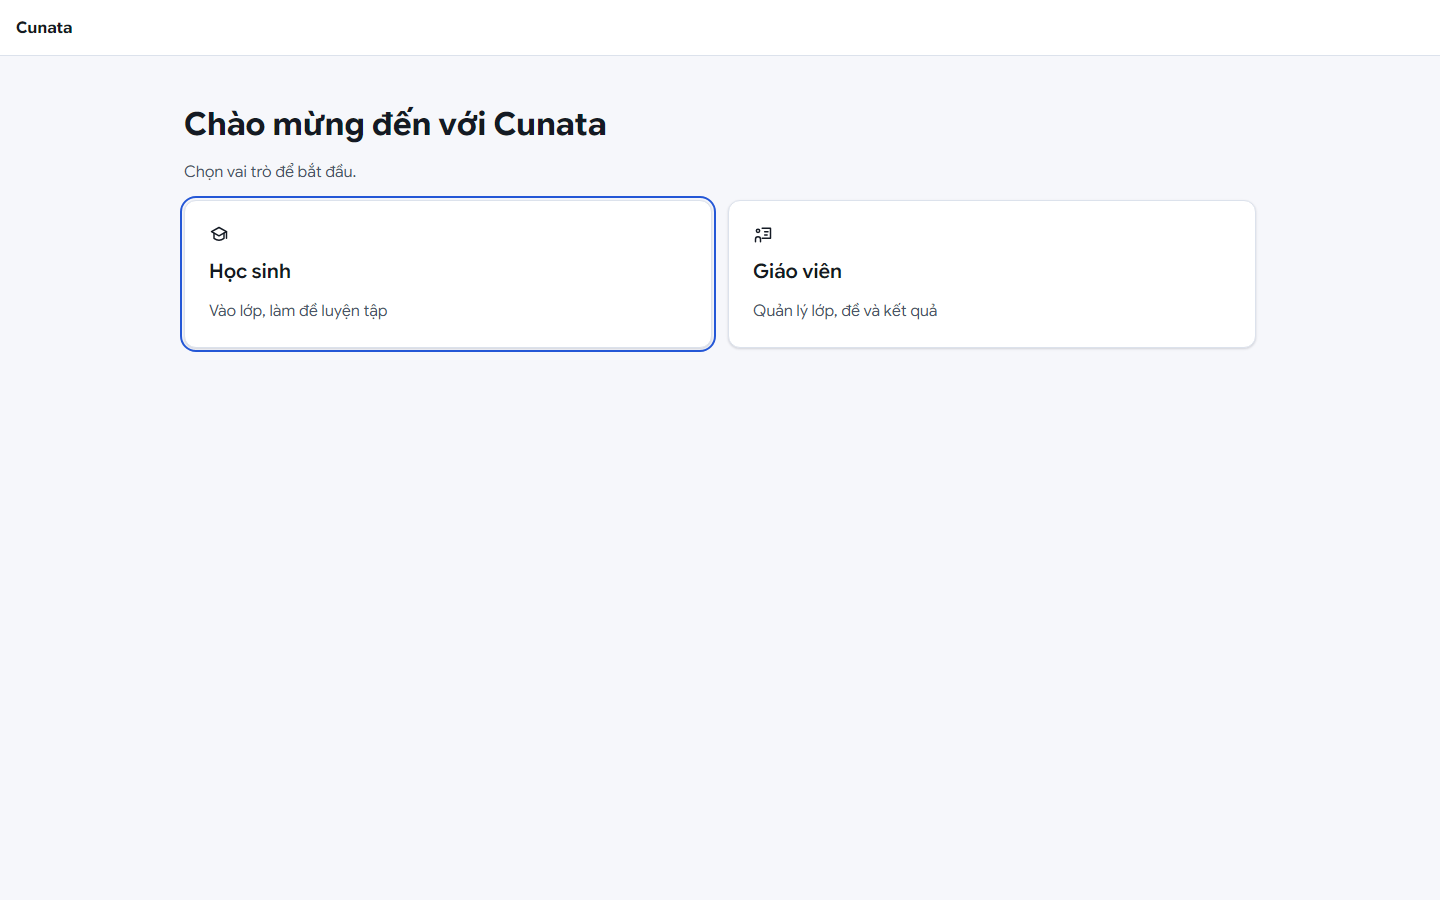 Cunata
Chào mừng đến với Cunata
Chọn vai trò để bắt đầu.
Học sinh
Vào lớp, làm đề luyện tập
Giáo viên
Quản lý lớp, đề và kết quả